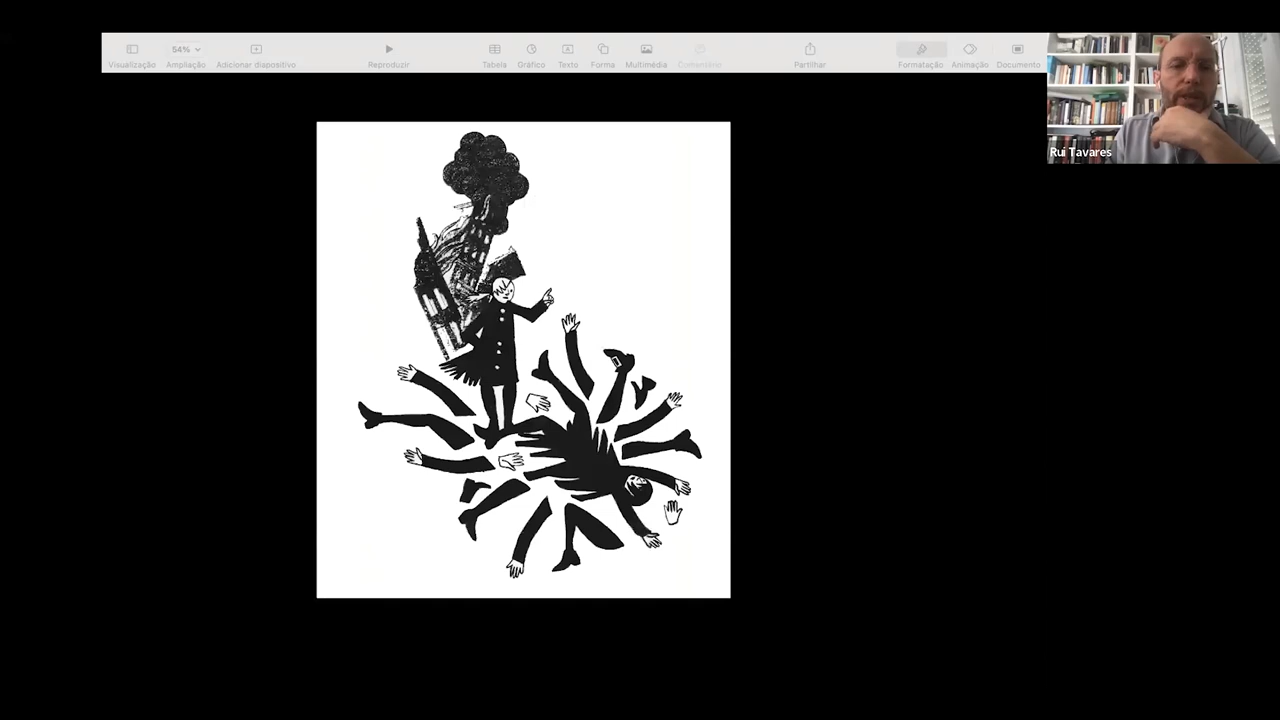 54%
Visualização Ampliação Adicionar diapositivo Reproduzir Tabela Gráfico Texto Forma Multimédia Comentário Partilhar Formatação Animação Documento
Rui Tavares